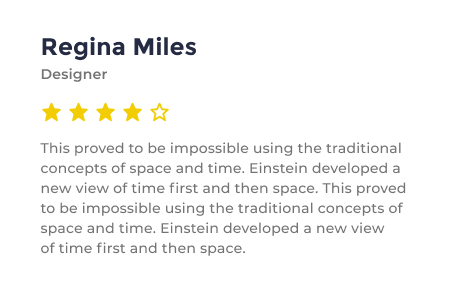 Regina Miles
Designer
This proved to be impossible using the traditional
concepts of space and time. Einstein developed a
new view of time first and then space. This proved
to be impossible using the traditional concepts of
space and time. Einstein developed a new view
of time first and then space.